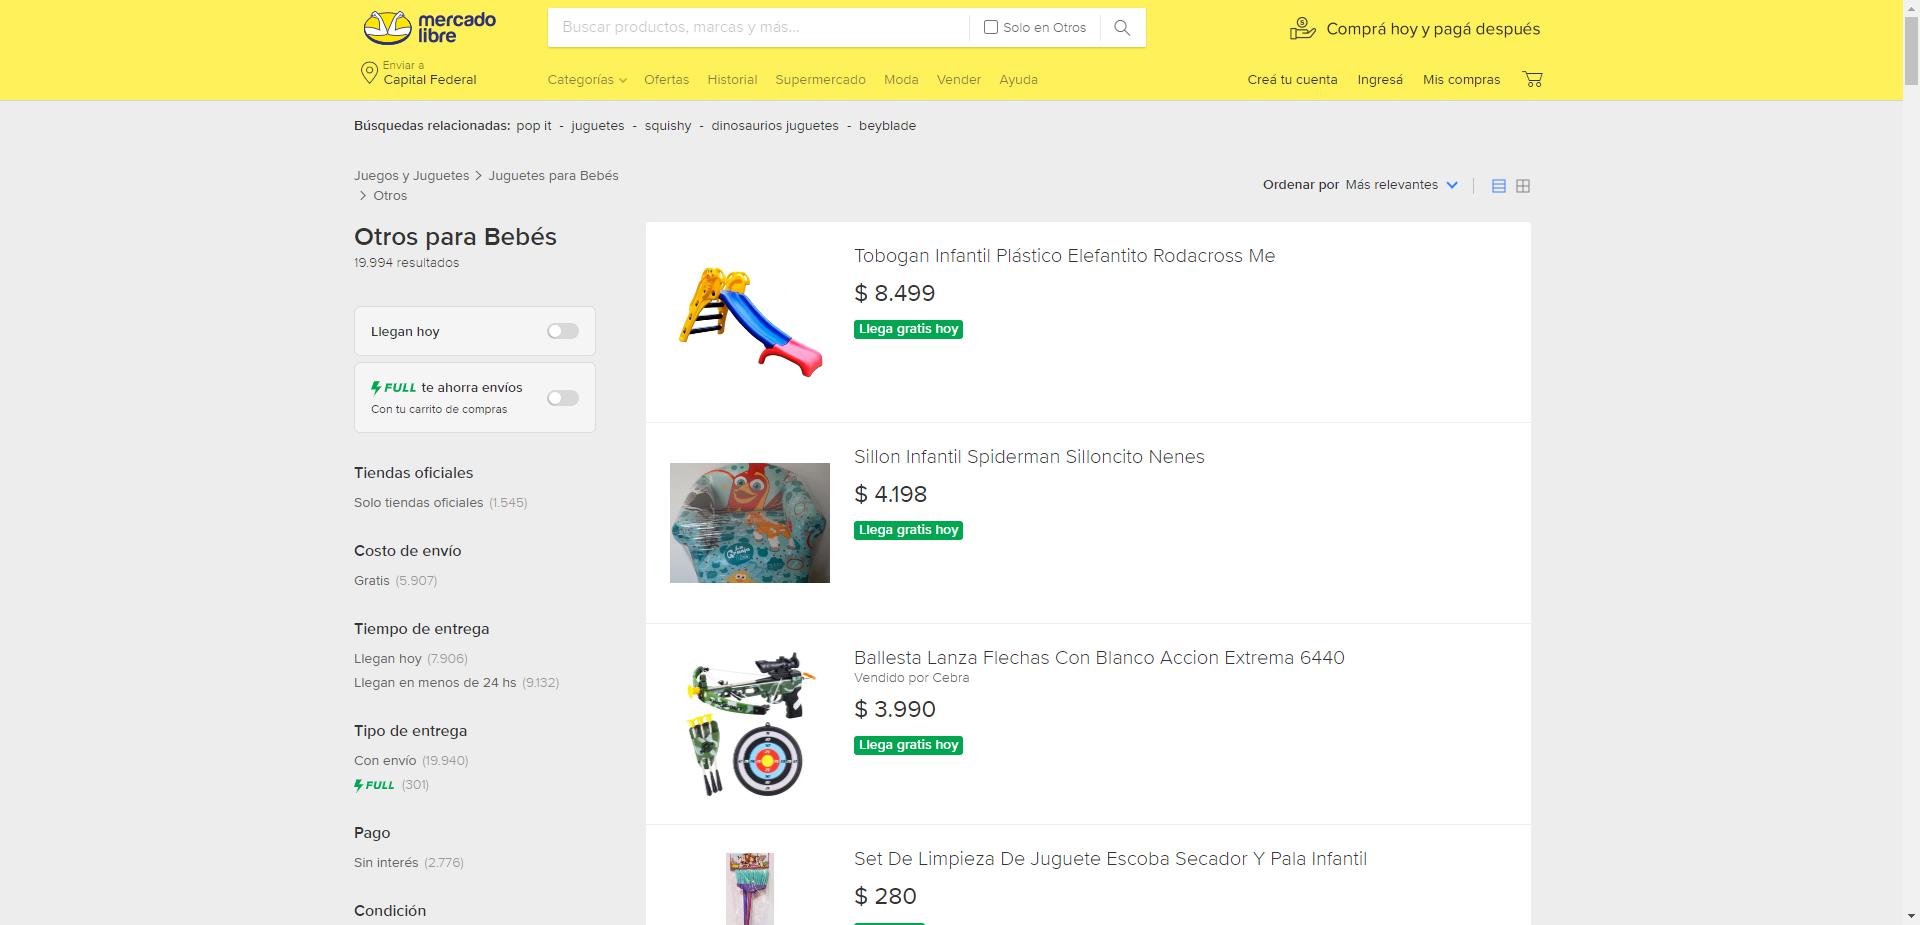 mercado
libre
Buscar productos, marcas y más...
Solo en Otros
Comprá hoy y pagá después
Enviar a
Capital Federal
Categorías
Ofertas
Historial
Supermercado
Moda
Vender
Ayuda
Creá tu cuenta
Ingresá
Mis compras
Búsquedas relacionadas: pop it - juguetes - squishy - dinosaurios juguetes - beyblade
Juegos y Juguetes > Juguetes para Bebés
> Otros
Ordenar por Más relevantes
Otros para Bebés
19.994 resultados
Llegan hoy
FULL te ahorra envíos
Con tu carrito de compras
Tiendas oficiales
Solo tiendas oficiales (1.545)
Costo de envío
Gratis (5.907)
Tiempo de entrega
Llegan hoy (7.906)
Llegan en menos de 24 hs (9.132)
Tipo de entrega
Con envío (19.940)
FULL (301)
Pago
Sin interés (2.776)
Condición
Tobogan Infantil Plástico Elefantito Rodacross Me
$ 8.499
Llega gratis hoy
Sillon Infantil Spiderman Silloncito Nenes
$ 4.198
Llega gratis hoy
Ballesta Lanza Flechas Con Blanco Accion Extrema 6440
Vendido por Cebra
$ 3.990
Llega gratis hoy
Set De Limpieza De Juguete Escoba Secador Y Pala Infantil
$ 280